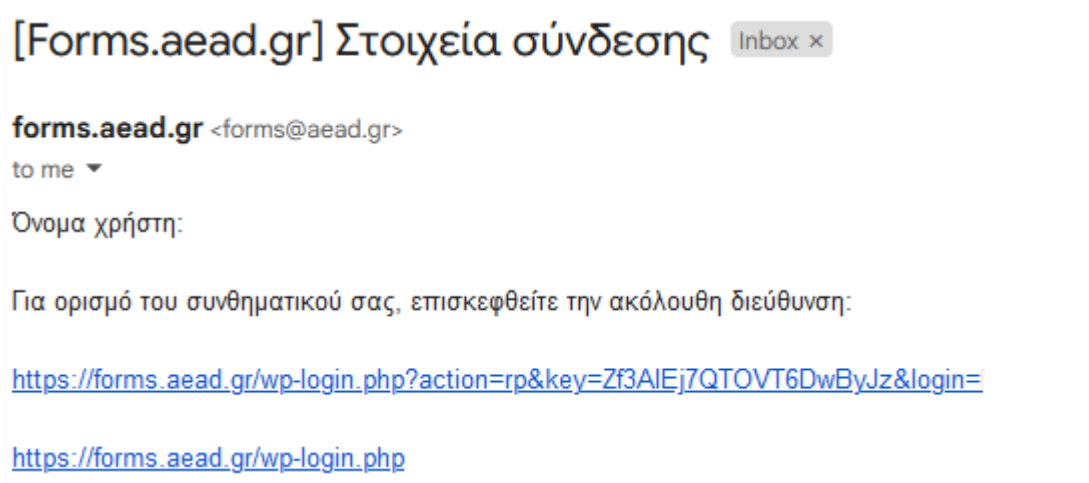 [Forms.aead.gr] Στοιχεία σύνδεσης Inbox ×
forms.aead.gr <forms@aead.gr>
to me
Όνομα χρήστη:
Για ορισμό του συνθηματικού σας, επισκεφθείτε την ακόλουθη διεύθυνση:
https://forms.aead.gr/wp-login.php?action=rp&key=Zf3AlEj7QTOVT6DwByJz&login=
https://forms.aead.gr/wp-login.php